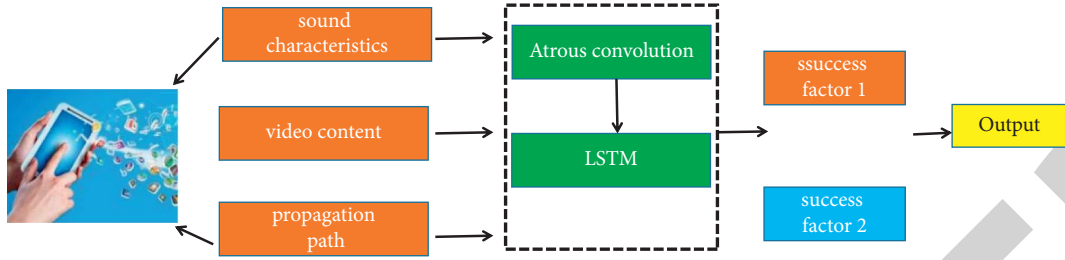 sound
characteristics
video content
propagation
path
Atrous convolution
LSTM
ssuccess
factor 1
success
factor 2
Output